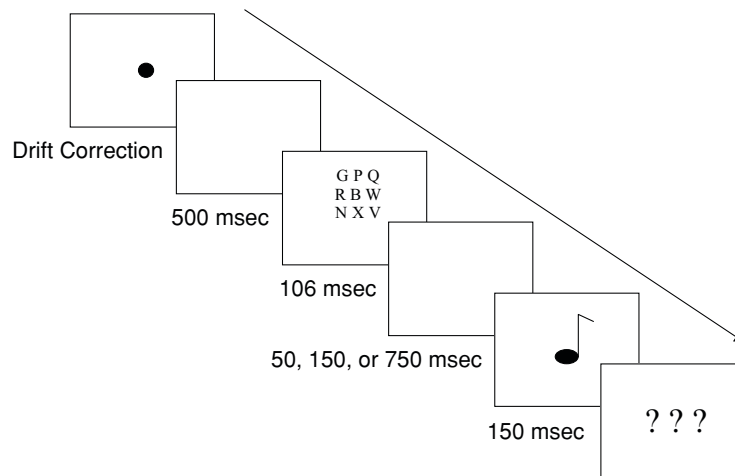 Drift Correction
500 msec
G P Q
R B W
N X V
106 msec
50, 150, or 750 msec
150 msec
? ? ?